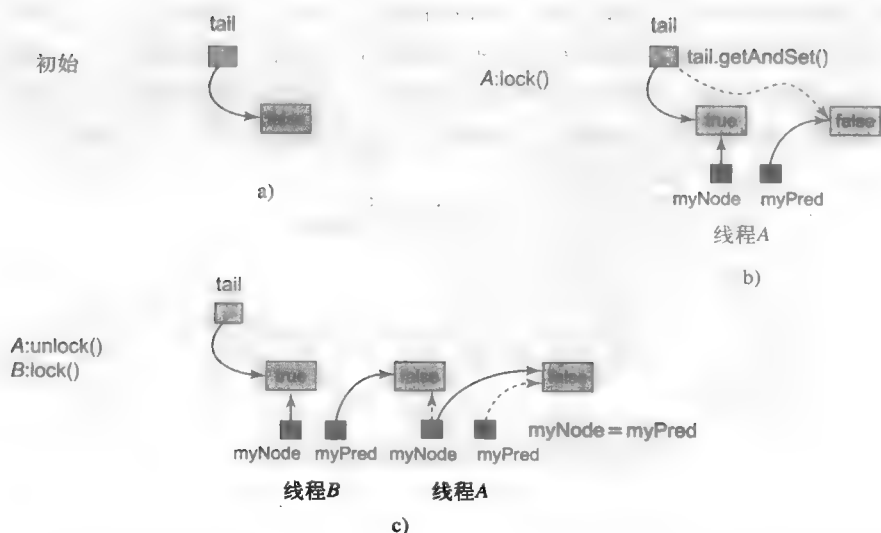 初始
tail
false
a)
A:lock()
tail
tail.getAndSet()
true
false
myNode
myPred
线程A
b)
A:unlock()
B:lock()
tail
true
false
false
myNode
myPred
myNode
myPred
myNode=myPred
线程B
线程A
c)